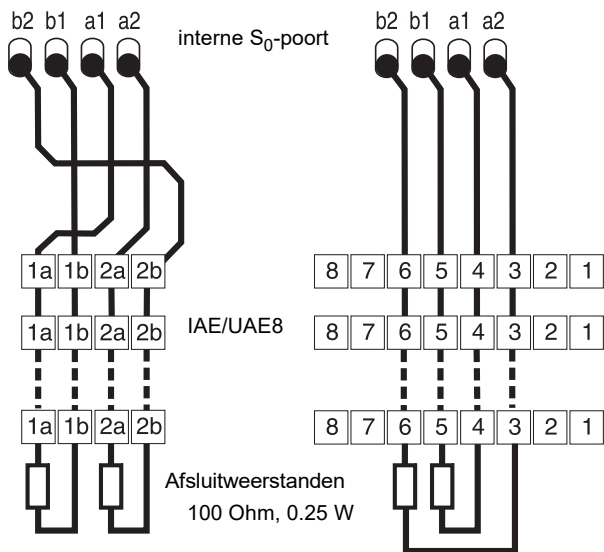 b2 b1 a1 a2
interne S0-poort
b2 b1 a1 a2
1a 1b 2a 2b
8 7 6 5 4 3 2 1
1a 1b 2a 2b
IAE/UAE8
8 7 6 5 4 3 2 1
1a 1b 2a 2b
8 7 6 5 4 3 2 1
Afsluitweerstanden
100 Ohm, 0.25 W